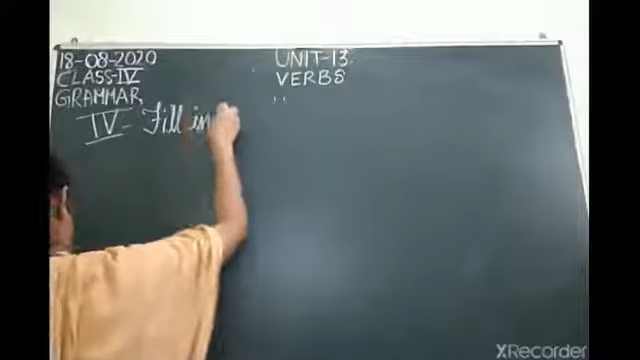 18-08-2020
CLASS-IV
GRAMMAR,
UNIT-13
VERBS
IV- Fill in
XRecorder